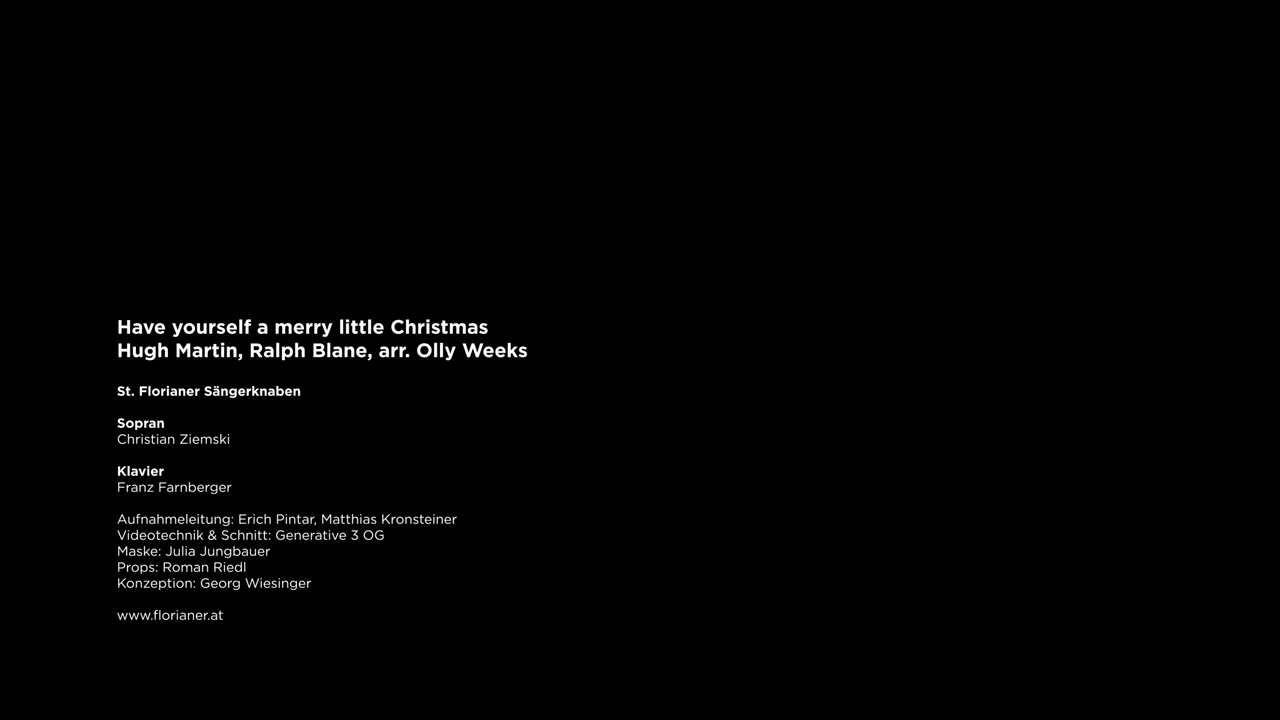 Have yourself a merry little Christmas
Hugh Martin, Ralph Blane, arr. Olly Weeks
St. Florianer Sängerknaben
Sopran
Christian Ziemski
Klavier
Franz Farnberger
Aufnahmeleitung: Erich Pintar, Matthias Kronsteiner
Videotechnik & Schnitt: Generative 3 OG
Maske: Julia Jungbauer
Props: Roman Riedl
Konzeption: Georg Wiesinger
www.florianer.at